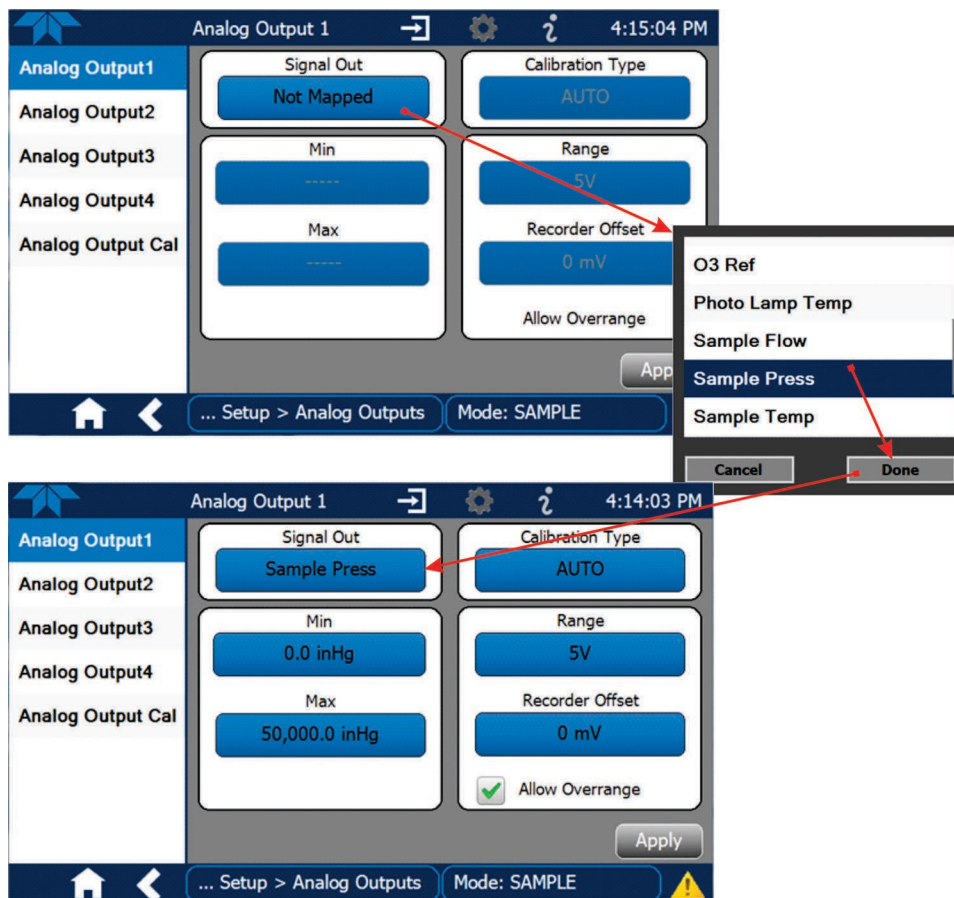 Analog Output 1
4:15:04 PM
Analog Output1
Analog Output2
Analog Output3
Analog Output4
Analog Output Cal
Signal Out
Not Mapped
Min
-----
Max
-----
Calibration Type
AUTO
Range
5V
Recorder Offset
0 mV
Allow Overrange
App
... Setup > Analog Outputs
Mode: SAMPLE
O3 Ref
Photo Lamp Temp
Sample Flow
Sample Press
Sample Temp
Cancel
Done
Analog Output 1
4:14:03 PM
Analog Output1
Analog Output2
Analog Output3
Analog Output4
Analog Output Cal
Signal Out
Sample Press
Min
0.0 inHg
Max
50,000.0 inHg
Calibration Type
AUTO
Range
5V
Recorder Offset
0 mV
Allow Overrange
Apply
... Setup > Analog Outputs
Mode: SAMPLE